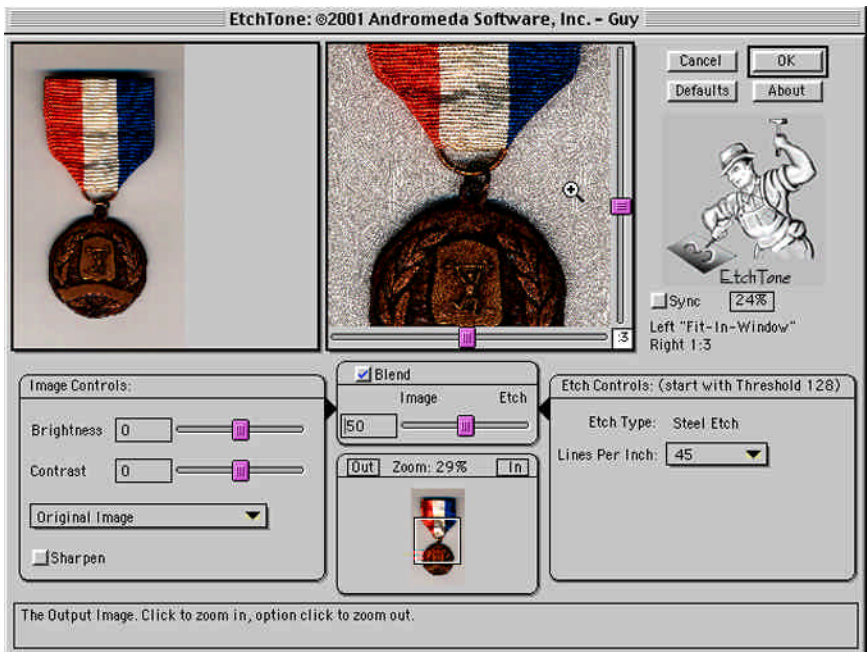 EtchTone: ©2001 Andromeda Software, Inc. - Guy
Cancel
OK
Defaults
About
EtchTone
Sync
24%
Left "Fit-In-Window"
Right 1:3
:3
Image Controls:
Brightness
0
Contrast
0
Original Image
Sharpen
Blend
Image
Etch
50
Out
Zoom: 29%
In
Etch Controls: (start with Threshold 128)
Etch Type:
Steel Etch
Lines Per Inch:
45
The Output Image. Click to zoom in, option click to zoom out.